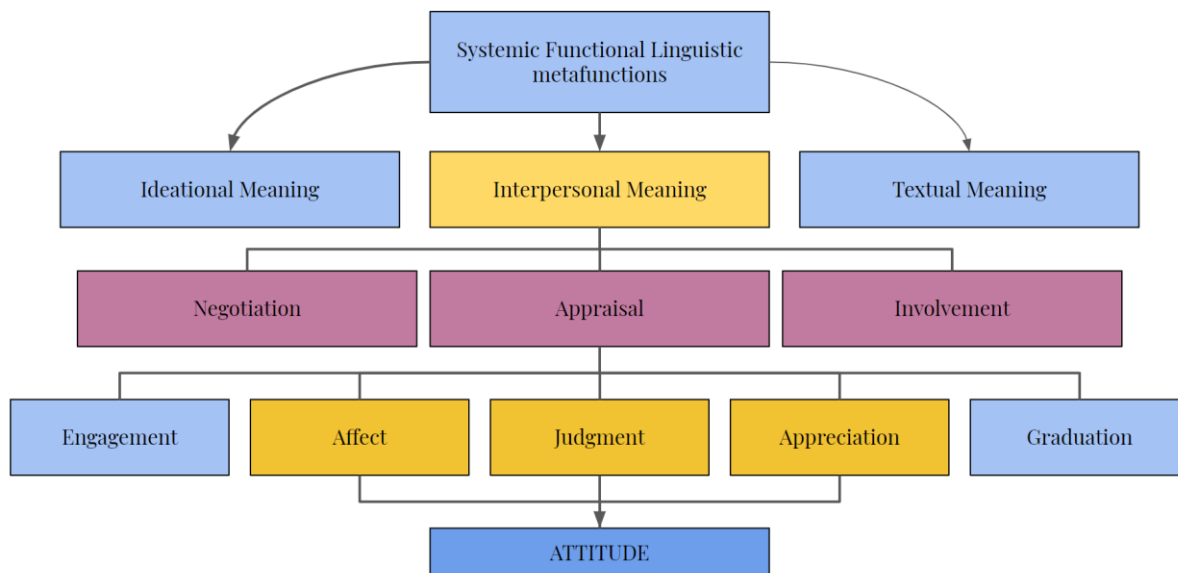 Systemic Functional Linguistic
metafunctions
Ideational Meaning
Interpersonal Meaning
Textual Meaning
Negotiation
Appraisal
Involvement
Engagement
Affect
Judgment
Appreciation
Graduation
ATTITUDE